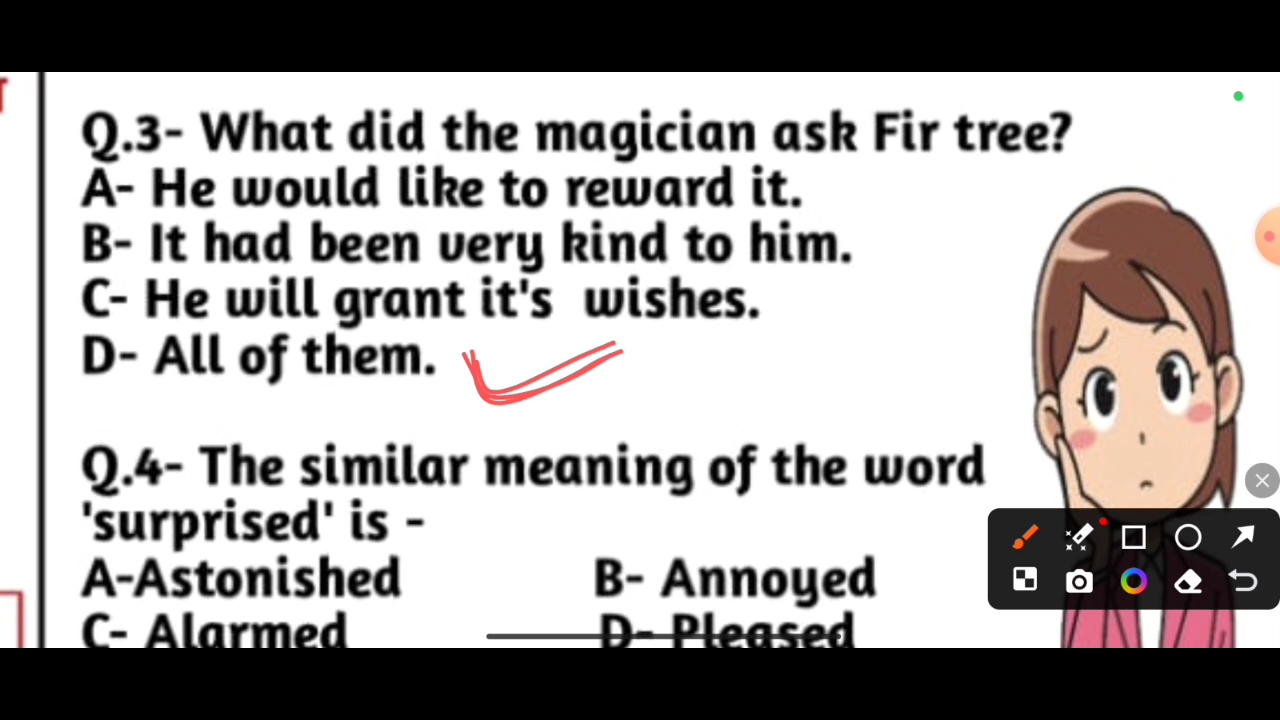 Q.3- What did the magician ask Fir tree?
A- He would like to reward it.
B- It had been very kind to him.
C- He will grant it's wishes.
D- All of them.
Q.4- The similar meaning of the word
'surprised' is -
A-Astonished B- Annoyed
C- Alarmed D- Pleased